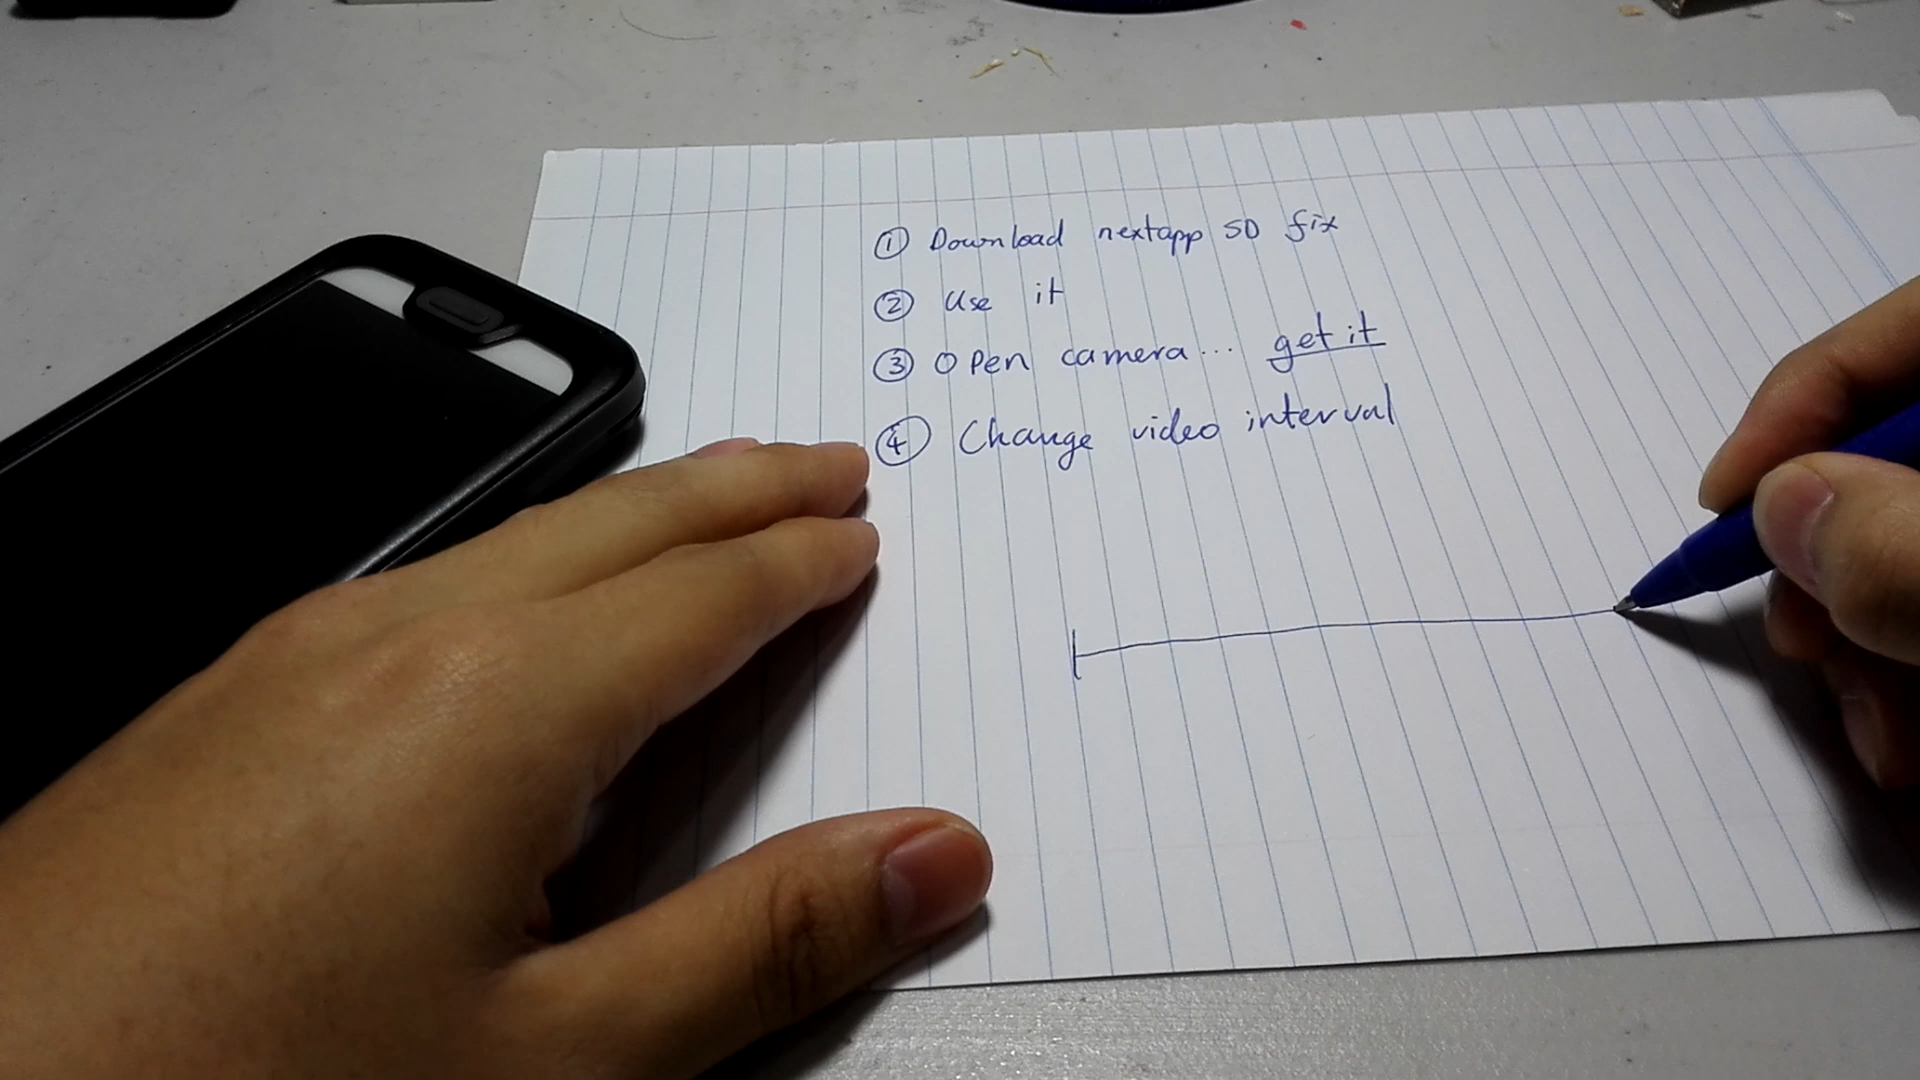 ① Download nextapp SD fix
② Use it
③ Open camera... get it
④ Change video interval